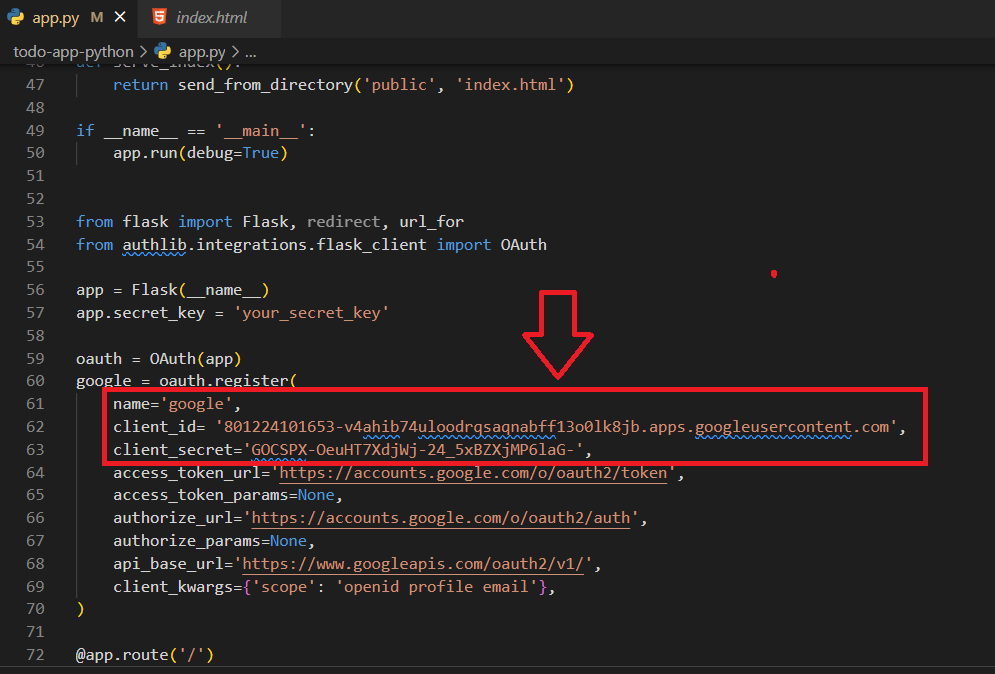 app.py M
index.html
todo-app-python > app.py > ...
46 def serve_index():
47 return send_from_directory('public', 'index.html')
48
49 if __name__ == '__main__':
50 app.run(debug=True)
51
52
53 from flask import Flask, redirect, url_for
54 from authlib.integrations.flask_client import OAuth
55
56 app = Flask(__name__)
57 app.secret_key = 'your_secret_key'
58
59 oauth = OAuth(app)
60 google = oauth.register(
61 name='google',
62 client_id= '801224101653-v4ahib74uloodrqsaqnabff13o0lk8jb.apps.googleusercontent.com',
63 client_secret='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',
64 access_token_url='https://accounts.google.com/o/oauth2/token',
65 access_token_params=None,
66 authorize_url='https://accounts.google.com/o/oauth2/auth',
67 authorize_params=None,
68 api_base_url='https://www.googleapis.com/oauth2/v1/',
69 client_kwargs={'scope': 'openid profile email'},
70 )
71
72 @app.route('/')